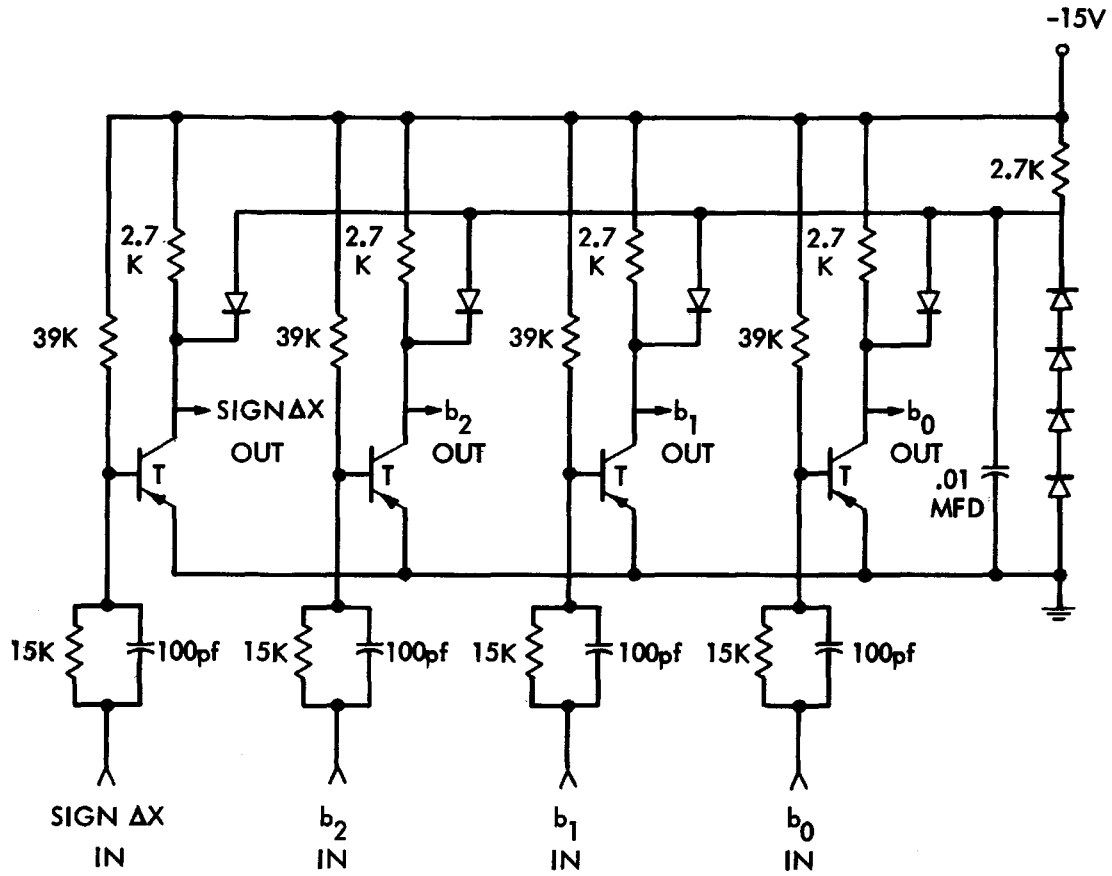 -15V
2.7K
2.7
K
2.7
K
2.7
K
2.7
K
39K
39K
39K
39K
SIGN ΔX
OUT
b2
OUT
b1
OUT
b0
OUT
T
T
T
T
.01
MFD
15K
100pf
15K
100pf
15K
100pf
15K
100pf
SIGN ΔX
IN
b2
IN
b1
IN
b0
IN